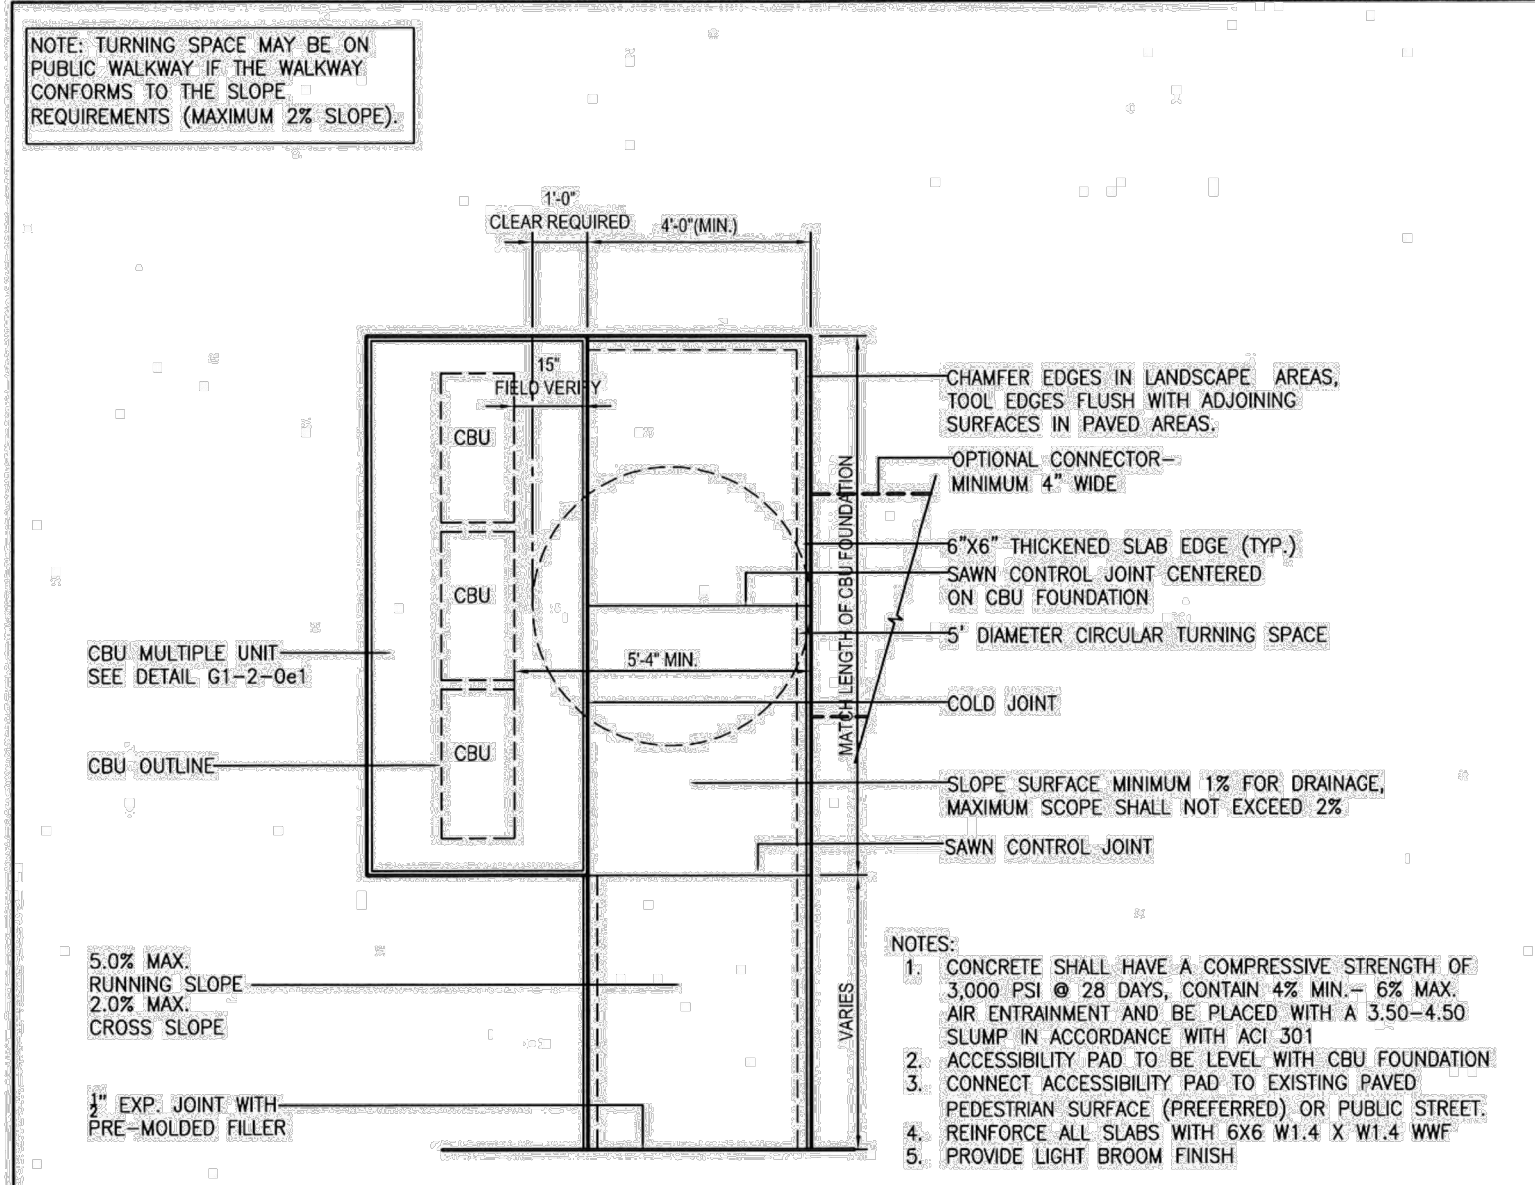 NOTE: TURNING SPACE MAY BE ON
PUBLIC WALKWAY IF THE WALKWAY
CONFORMS TO THE SLOPE
REQUIREMENTS (MAXIMUM 2% SLOPE).
1'-0"
CLEAR REQUIRED
4'-0"(MIN.)
15"
FIELD VERIFY
CBU
CBU
CBU
5'-4" MIN.
MATCH LENGTH OF CBU FOUNDATION
VARIES
CBU MULTIPLE UNIT
SEE DETAIL G1-2-0e1
CBU OUTLINE
5.0% MAX.
RUNNING SLOPE
2.0% MAX.
CROSS SLOPE
1/2" EXP. JOINT WITH
PRE-MOLDED FILLER
CHAMFER EDGES IN LANDSCAPE AREAS,
TOOL EDGES FLUSH WITH ADJOINING
SURFACES IN PAVED AREAS.
OPTIONAL CONNECTOR-
MINIMUM 4" WIDE
6"X6" THICKENED SLAB EDGE (TYP.)
SAWN CONTROL JOINT CENTERED
ON CBU FOUNDATION
5' DIAMETER CIRCULAR TURNING SPACE
COLD JOINT
SLOPE SURFACE MINIMUM 1% FOR DRAINAGE,
MAXIMUM SCOPE SHALL NOT EXCEED 2%
SAWN CONTROL JOINT
NOTES:
1. CONCRETE SHALL HAVE A COMPRESSIVE STRENGTH OF
3,000 PSI @ 28 DAYS, CONTAIN 4% MIN.- 6% MAX.
AIR ENTRAINMENT AND BE PLACED WITH A 3.50-4.50
SLUMP IN ACCORDANCE WITH ACI 301
2. ACCESSIBILITY PAD TO BE LEVEL WITH CBU FOUNDATION
3. CONNECT ACCESSIBILITY PAD TO EXISTING PAVED
PEDESTRIAN SURFACE (PREFERRED) OR PUBLIC STREET.
4. REINFORCE ALL SLABS WITH 6X6 W1.4 X W1.4 WWF
5. PROVIDE LIGHT BROOM FINISH